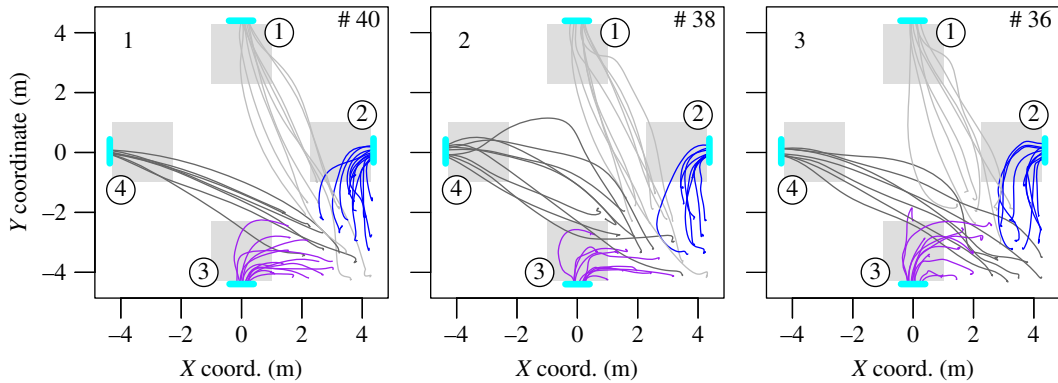 # 40 # 38 # 36
1 2 3
① ① ①
② ② ②
④ ④ ④
③ ③ ③
4
2
0
−2
−4
Y coordinate (m)
−4 −2 0 2 4 −4 −2 0 2 4 −4 −2 0 2 4
X coord. (m) X coord. (m) X coord. (m)